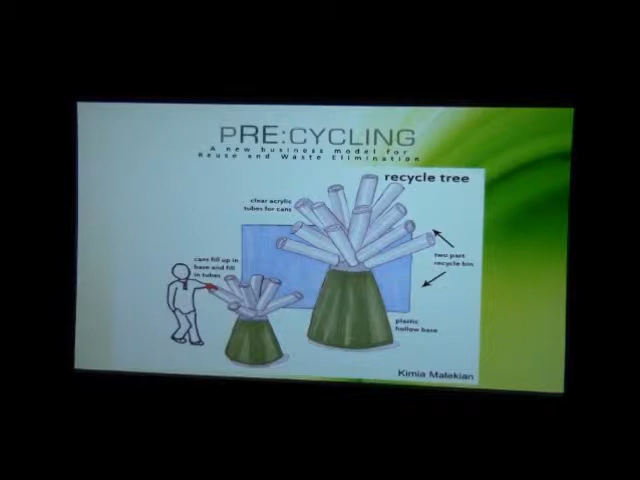 PRE:CYCLING
A new business model for
Reuse and Waste Elimination
recycle tree
clear acrylic
tubes for cans
two part
recycle bin
cans fill up in
base and fill
in tubes
plastic
hollow base
Kimia Malekian